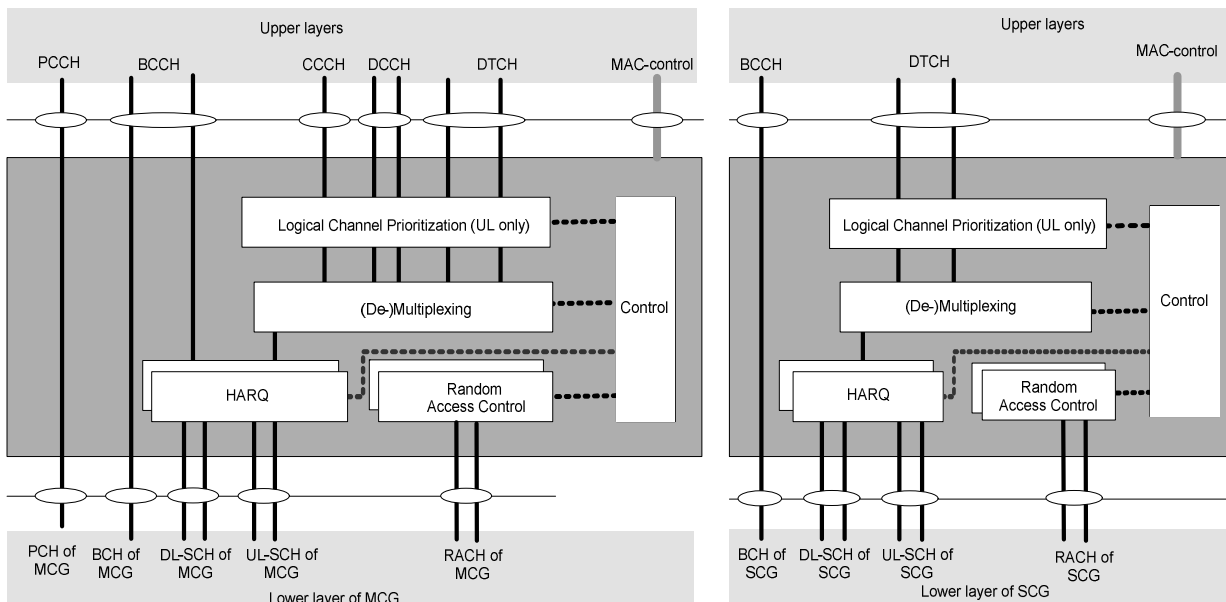 Upper layers
PCCH BCCH CCCH DCCH DTCH MAC-control
Logical Channel Prioritization (UL only)
(De-)Multiplexing
Control
HARQ
Random
Access Control
PCH of
MCG
BCH of
MCG
DL-SCH of
MCG
UL-SCH of
MCG
RACH of
MCG
Lower layer of MCG
Upper layers
BCCH DTCH MAC-control
Logical Channel Prioritization (UL only)
(De-)Multiplexing
Control
HARQ
Random
Access Control
BCH of
SCG
DL-SCH of
SCG
UL-SCH of
SCG
RACH of
SCG
Lower layer of SCG